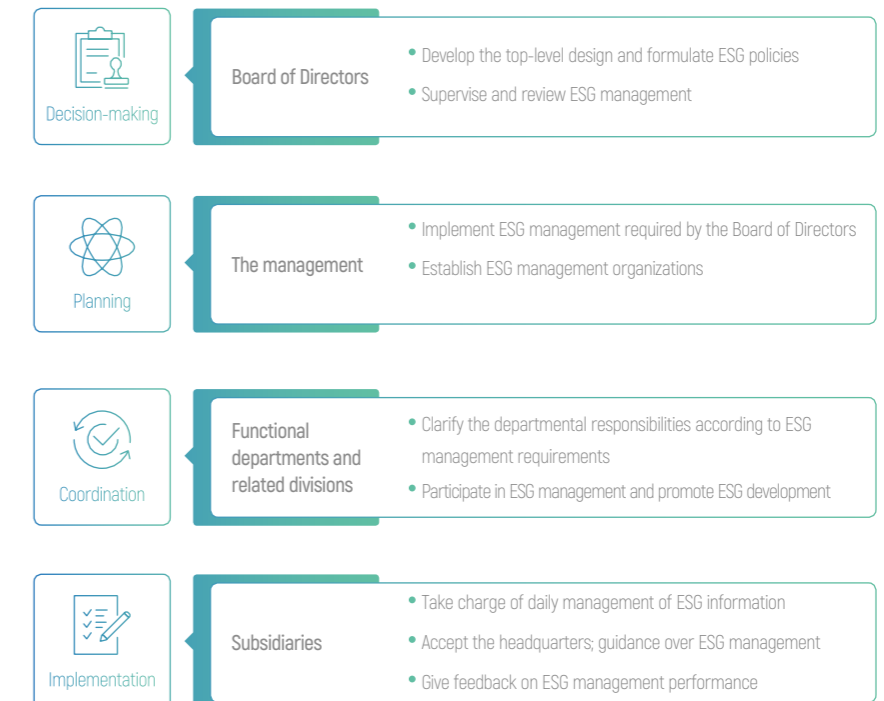 Decision-making
Board of Directors
• Develop the top-level design and formulate ESG policies
• Supervise and review ESG management
Planning
The management
• Implement ESG management required by the Board of Directors
• Establish ESG management organizations
Coordination
Functional
departments and
related divisions
• Clarify the departmental responsibilities according to ESG
management requirements
• Participate in ESG management and promote ESG development
Implementation
Subsidiaries
• Take charge of daily management of ESG information
• Accept the headquarters; guidance over ESG management
• Give feedback on ESG management performance